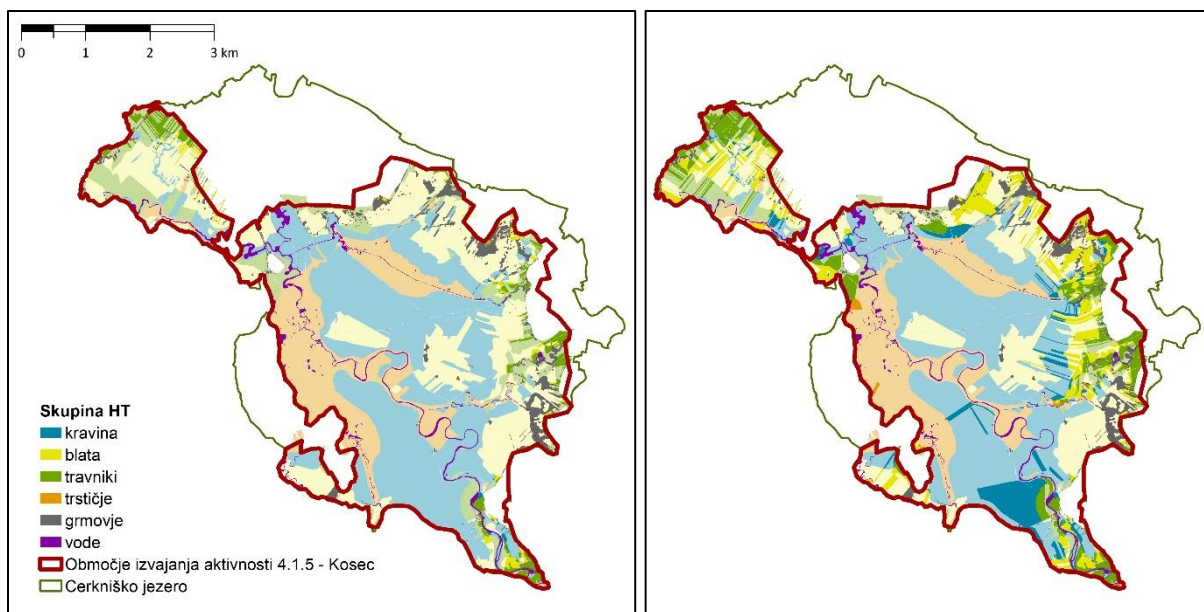 0 1 2 3 km
Skupina HT
kravina
blata
travniki
trstičje
grmovje
vode
Območje izvajanja aktivnosti 4.1.5 - Kosec
Cerkniško jezero